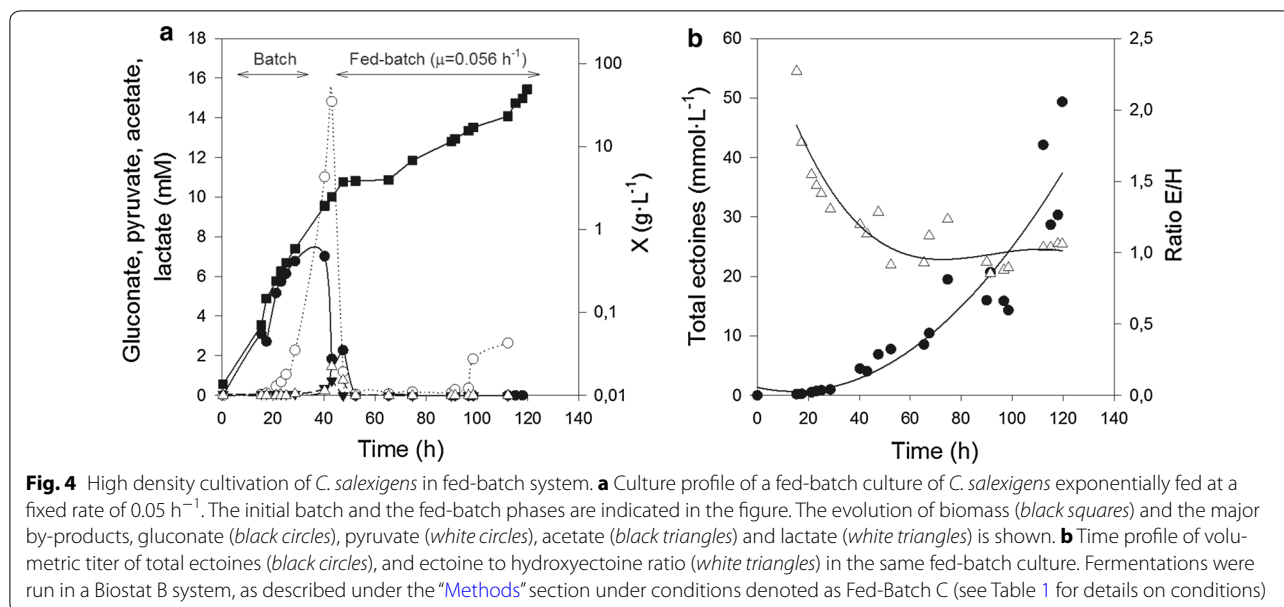 a
b
Batch
Fed-batch (μ=0.056 h⁻¹)
Gluconate, pyruvate, acetate,
lactate (mM)
18
16
14
12
10
8
6
4
2
0
100
10
1
0,1
0,01
X (g·L⁻¹)
0 20 40 60 80 100 120 140
Time (h)
Total ectoines (mmol·L⁻¹)
60
50
40
30
20
10
0
2,5
2,0
1,5
1,0
0,5
0,0
Ratio E/H
0 20 40 60 80 100 120 140
Time (h)
Fig. 4 High density cultivation of C. salexigens in fed-batch system. a Culture profile of a fed-batch culture of C. salexigens exponentially fed at a
fixed rate of 0.05 h⁻¹. The initial batch and the fed-batch phases are indicated in the figure. The evolution of biomass (black squares) and the major
by-products, gluconate (black circles), pyruvate (white circles), acetate (black triangles) and lactate (white triangles) is shown. b Time profile of volu-
metric titer of total ectoines (black circles), and ectoine to hydroxyectoine ratio (white triangles) in the same fed-batch culture. Fermentations were
run in a Biostat B system, as described under the “Methods” section under conditions denoted as Fed-Batch C (see Table 1 for details on conditions)